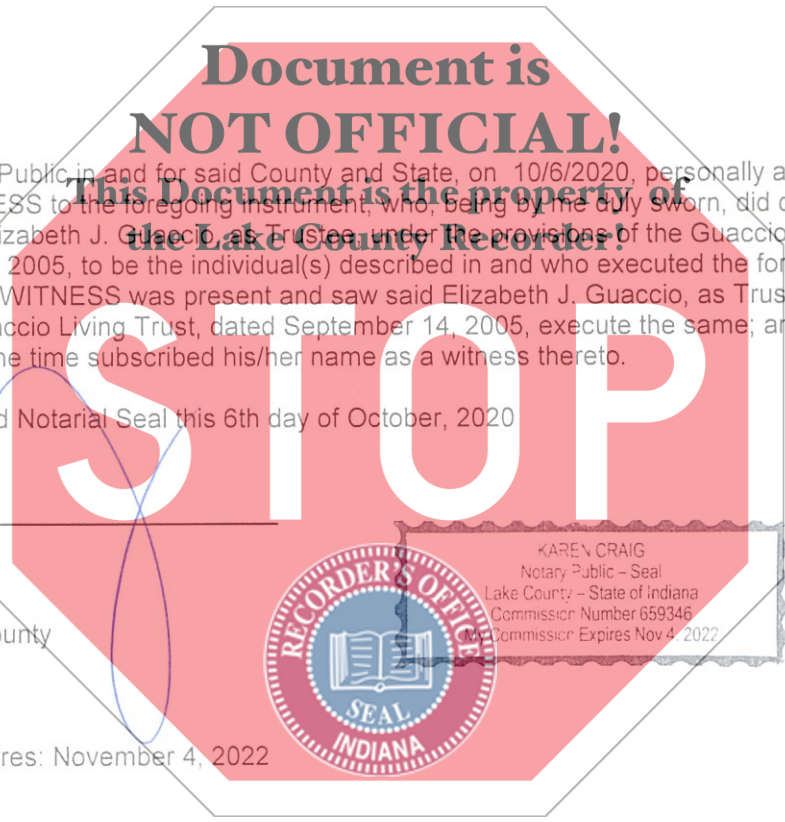 Document is
NOT OFFICIAL!
Public in and for said County and State, on 10/6/2020, personally a
This Document is the property of
ESS to the foregoing instrument, who, being by me duly sworn, did d
the Lake County Recorder!
izabeth J. Guaccio, as Trustee, under the provisions of the Guaccio
2005, to be the individual(s) described in and who executed the for
WITNESS was present and saw said Elizabeth J. Guaccio, as Trus
accio Living Trust, dated September 14, 2005, execute the same; an
ne time subscribed his/her name as a witness thereto.
STOP
d Notarial Seal this 6th day of October, 2020
KAREN CRAIG
Notary Public – Seal
Lake County – State of Indiana
Commission Number 659346
My Commission Expires Nov 4, 2022
RECORDER'S OFFICE
SEAL
INDIANA
ounty
res: November 4, 2022